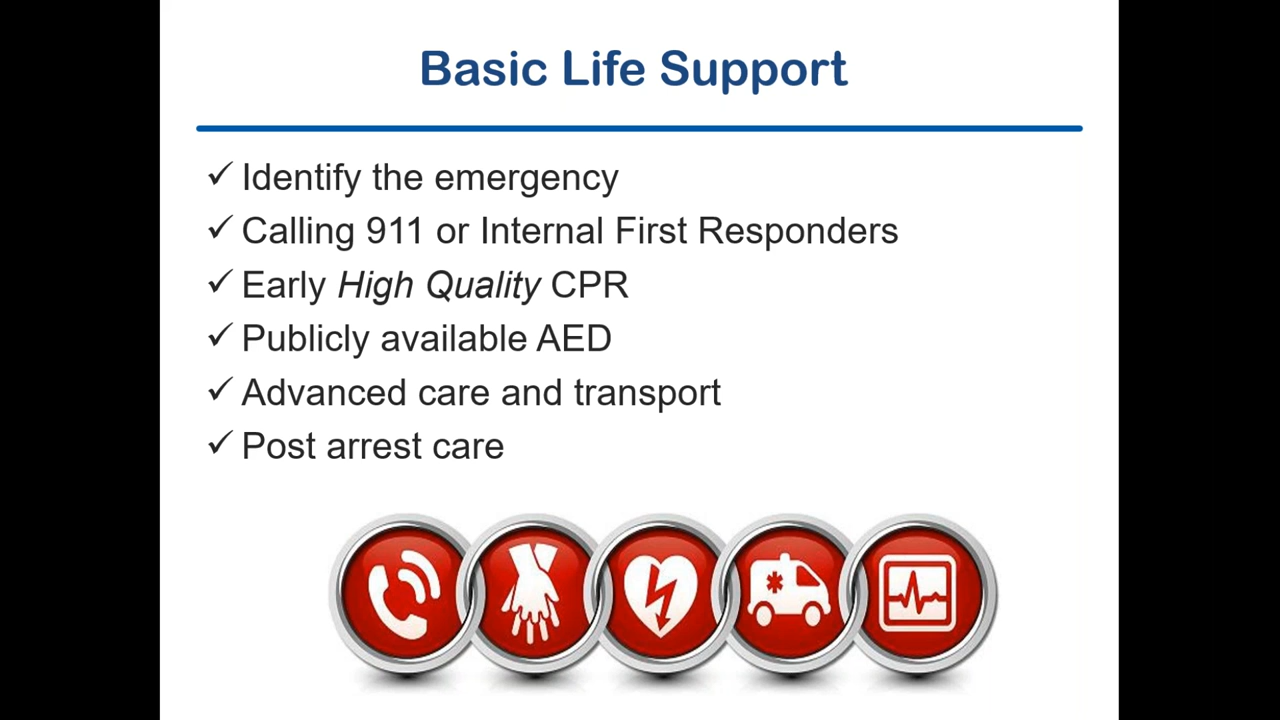 Basic Life Support
✓ Identify the emergency
✓ Calling 911 or Internal First Responders
✓ Early High Quality CPR
✓ Publicly available AED
✓ Advanced care and transport
✓ Post arrest care